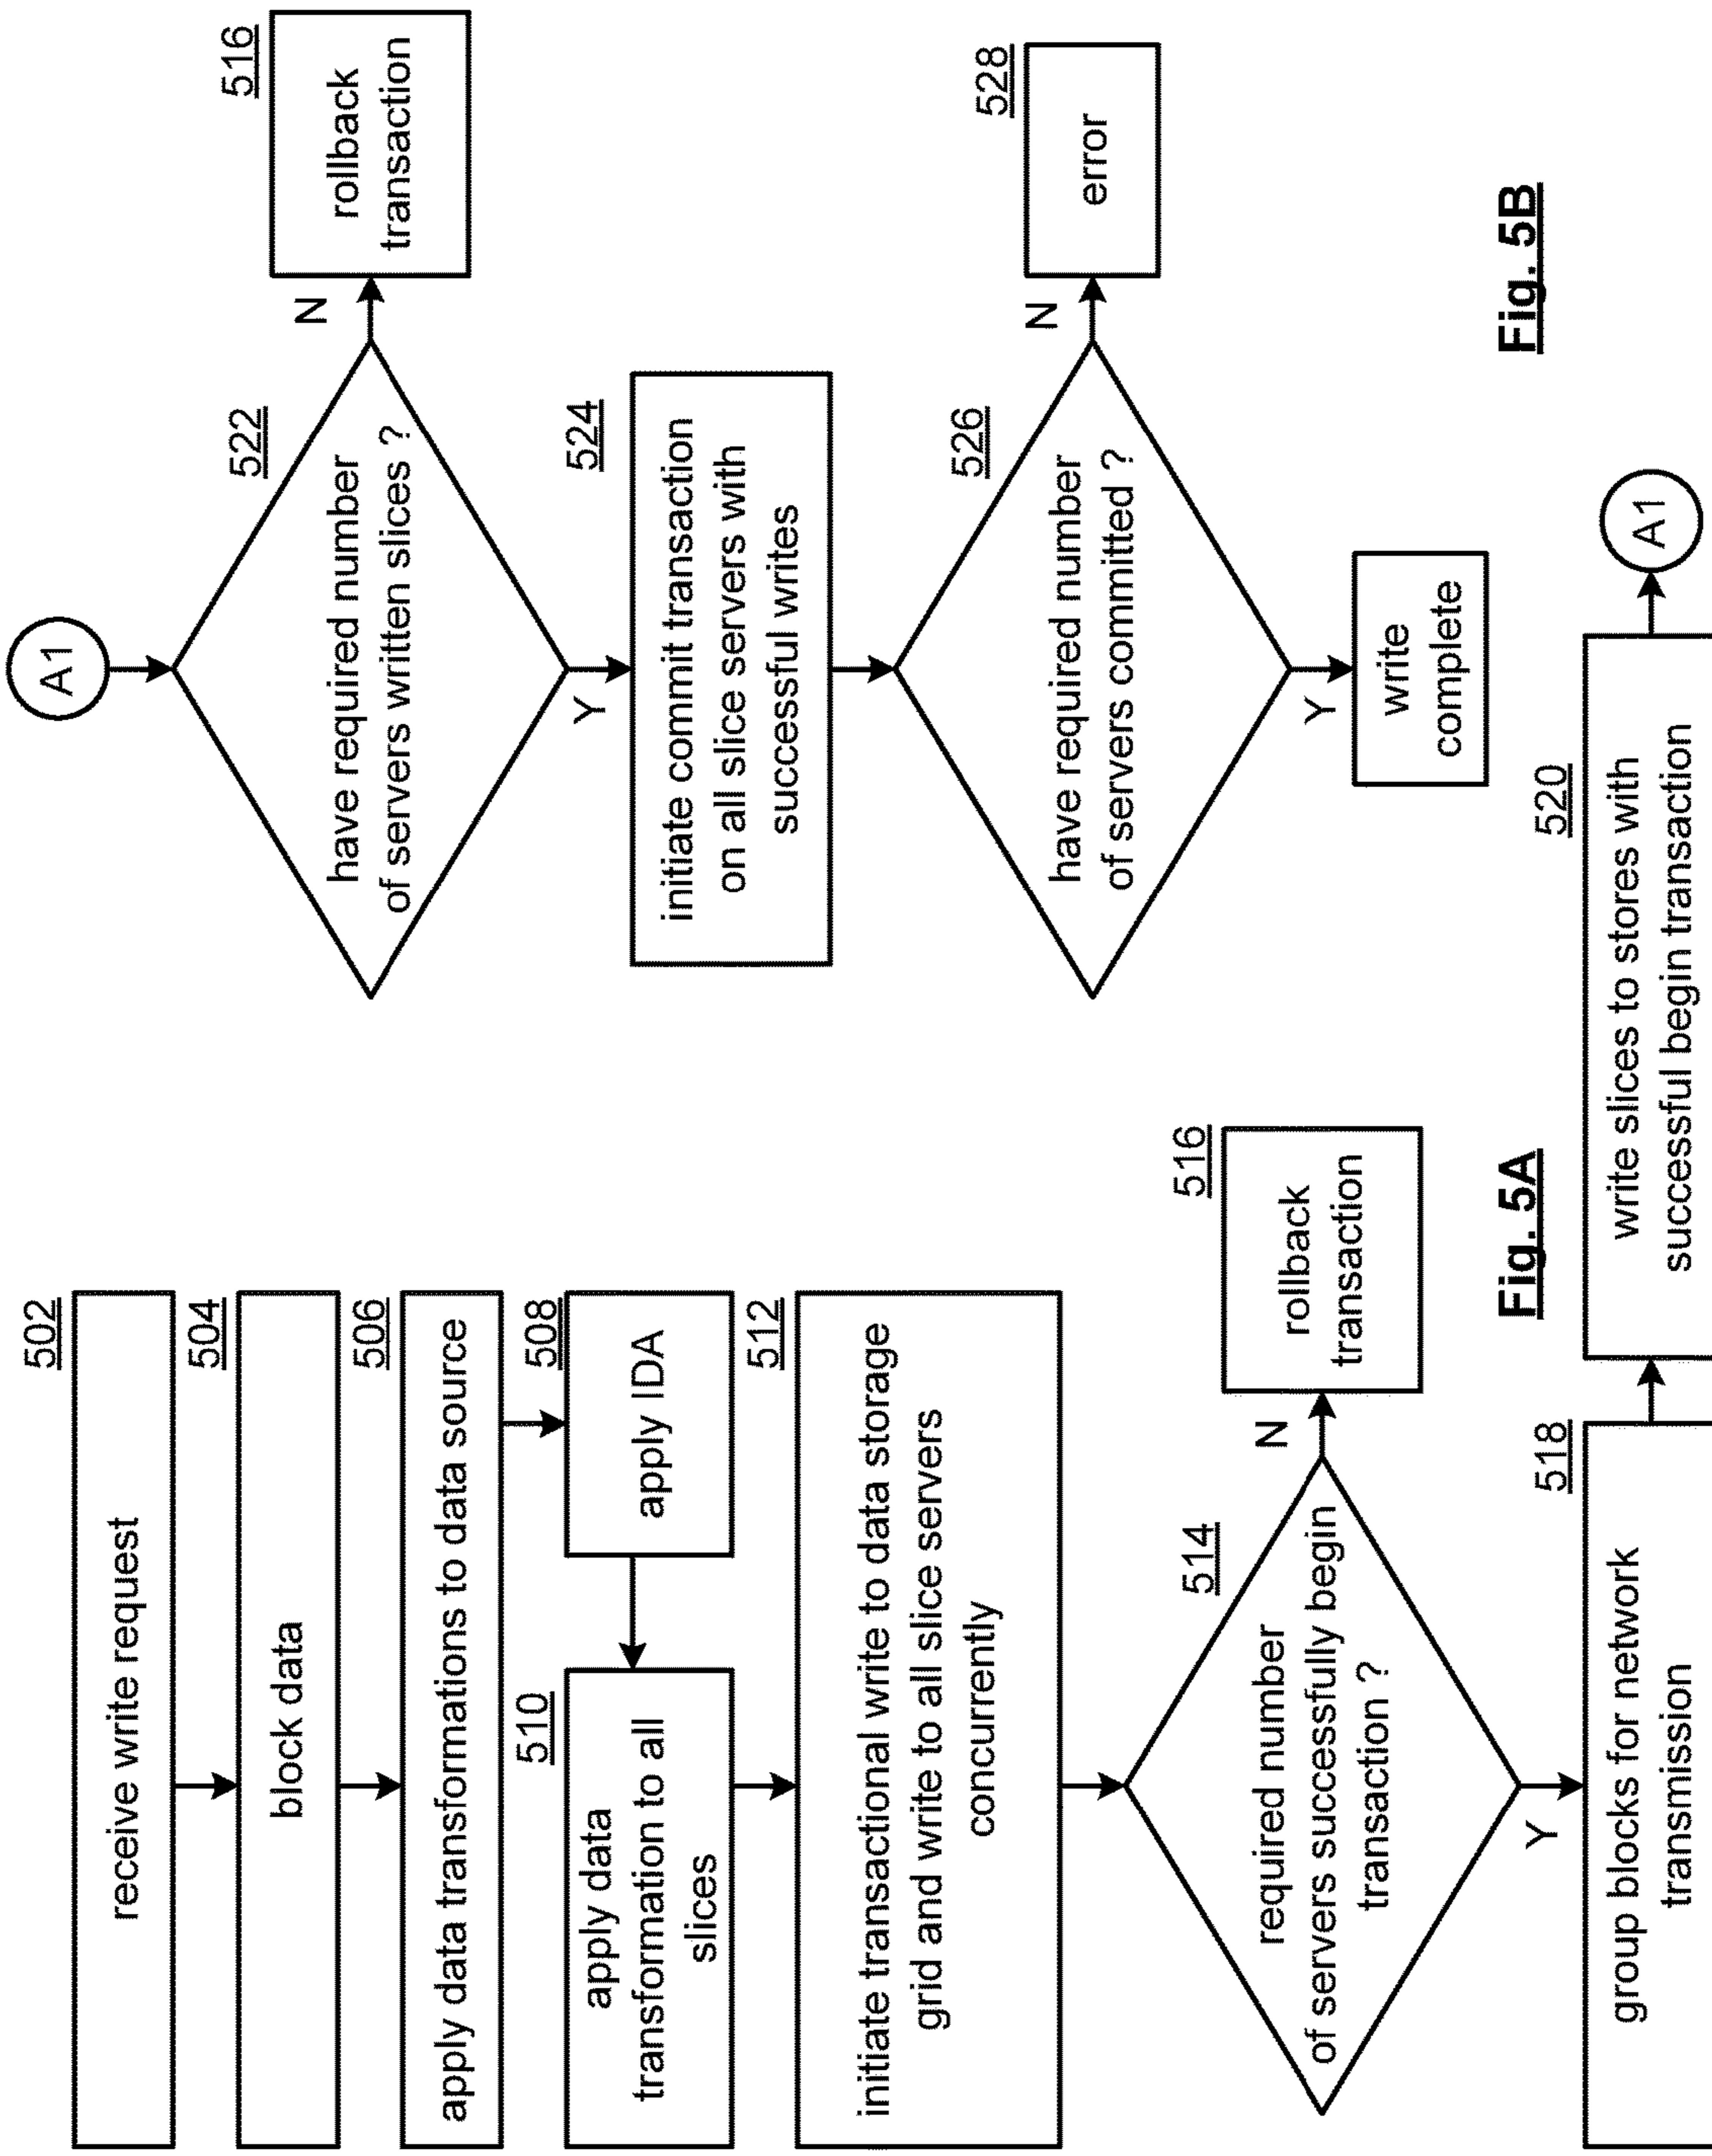 502
receive write request
504
block data
506
apply data transformations to data source
508
apply IDA
510
apply data
transformation to all
slices
512
initiate transactional write to data storage
grid and write to all slice servers
concurrently
514
required number
of servers successfully begin
transaction ?
N
516
rollback
transaction
Y
518
group blocks for network
transmission
520
write slices to stores with
successful begin transaction
A1
Fig. 5A
A1
522
have required number
of servers written slices ?
N
516
rollback
transaction
Y
524
initiate commit transaction
on all slice servers with
successful writes
526
have required number
of servers committed ?
N
528
error
Y
write
complete
Fig. 5B